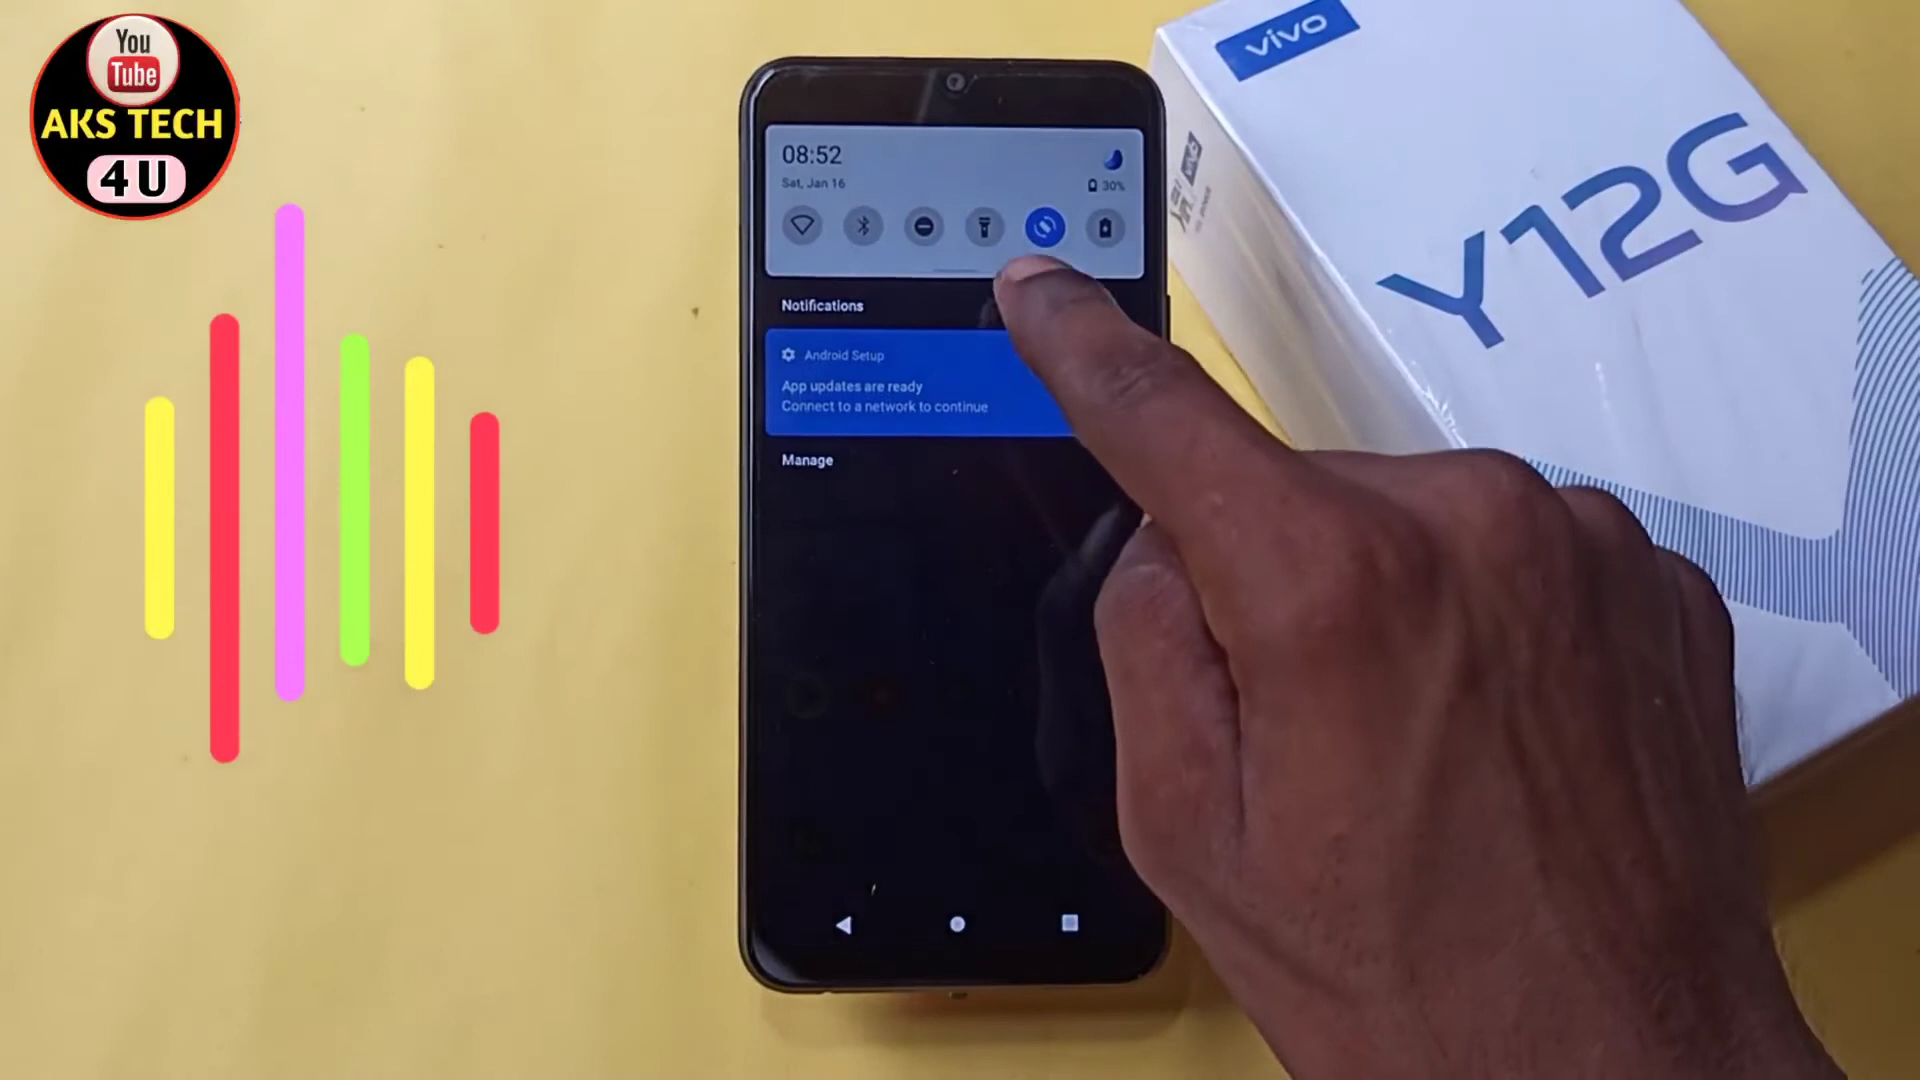 You
Tube
AKS TECH
4 U
vivo
Y12G
08:52
Sat, Jan 16
30%
Notifications
Android Setup
App updates are ready
Connect to a network to continue
Manage